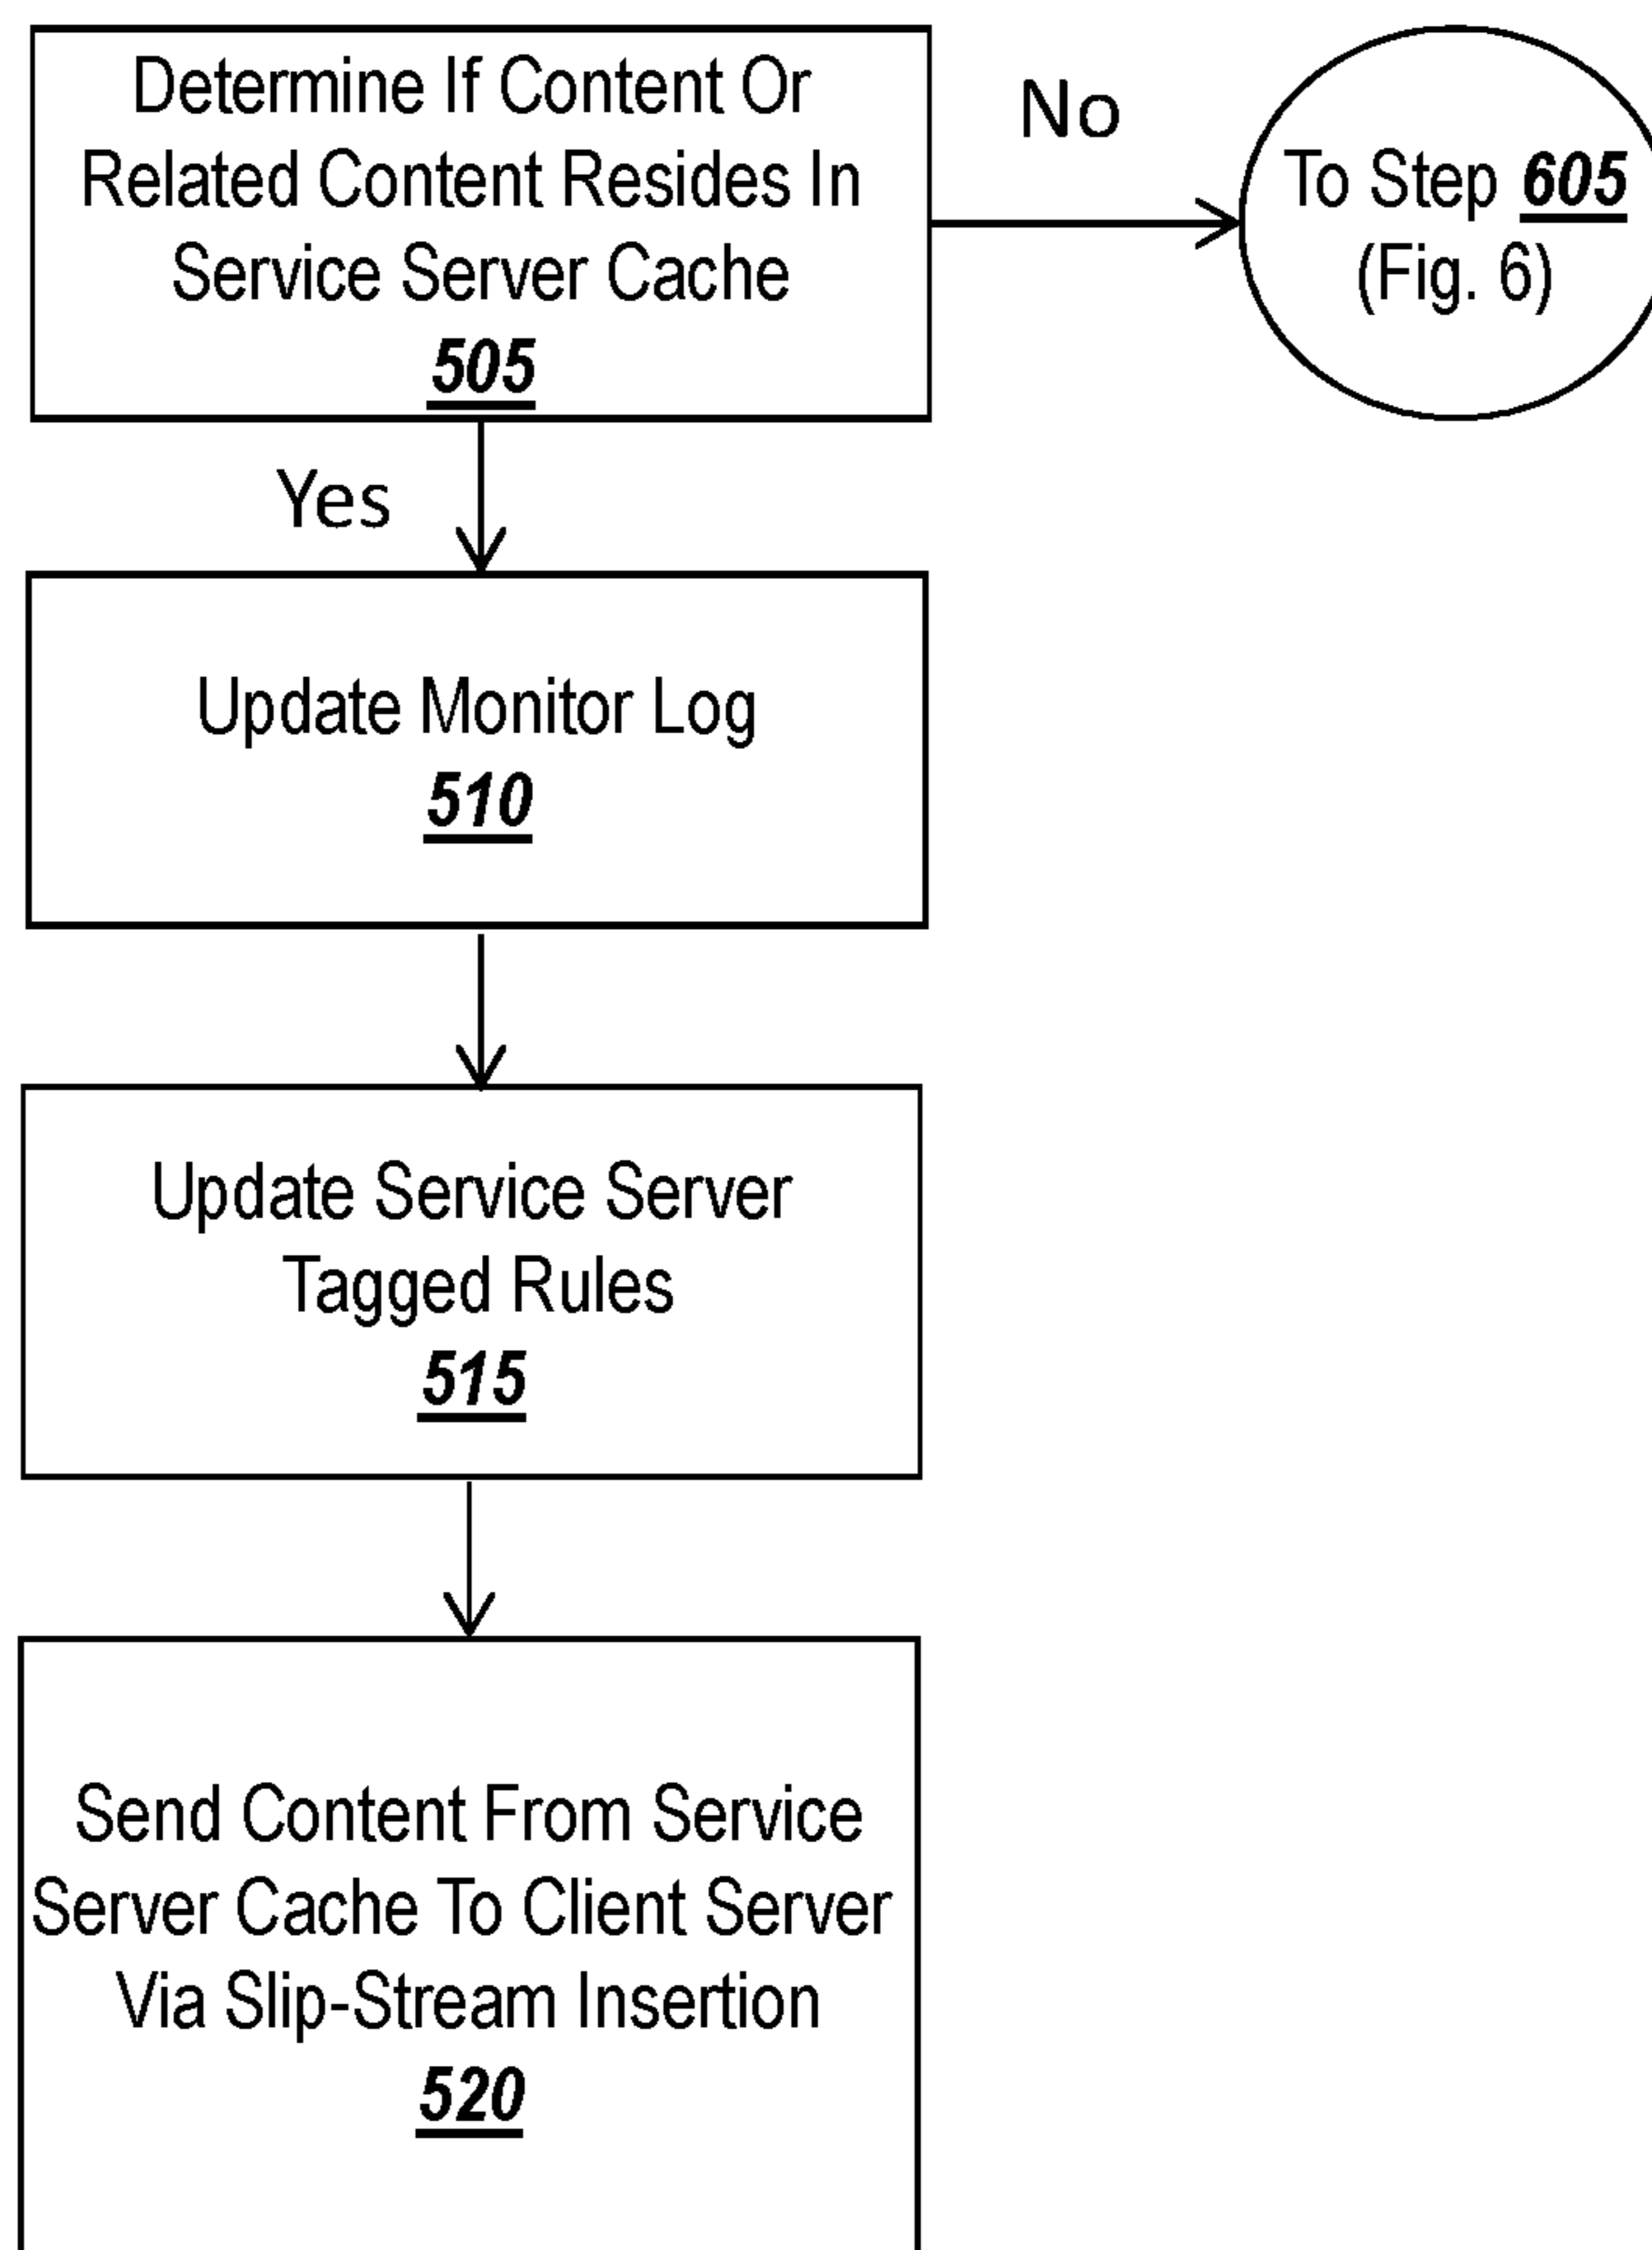 Determine If Content Or
Related Content Resides In
Service Server Cache
505
No
To Step 605
(Fig. 6)
Yes
Update Monitor Log
510
Update Service Server
Tagged Rules
515
Send Content From Service
Server Cache To Client Server
Via Slip-Stream Insertion
520